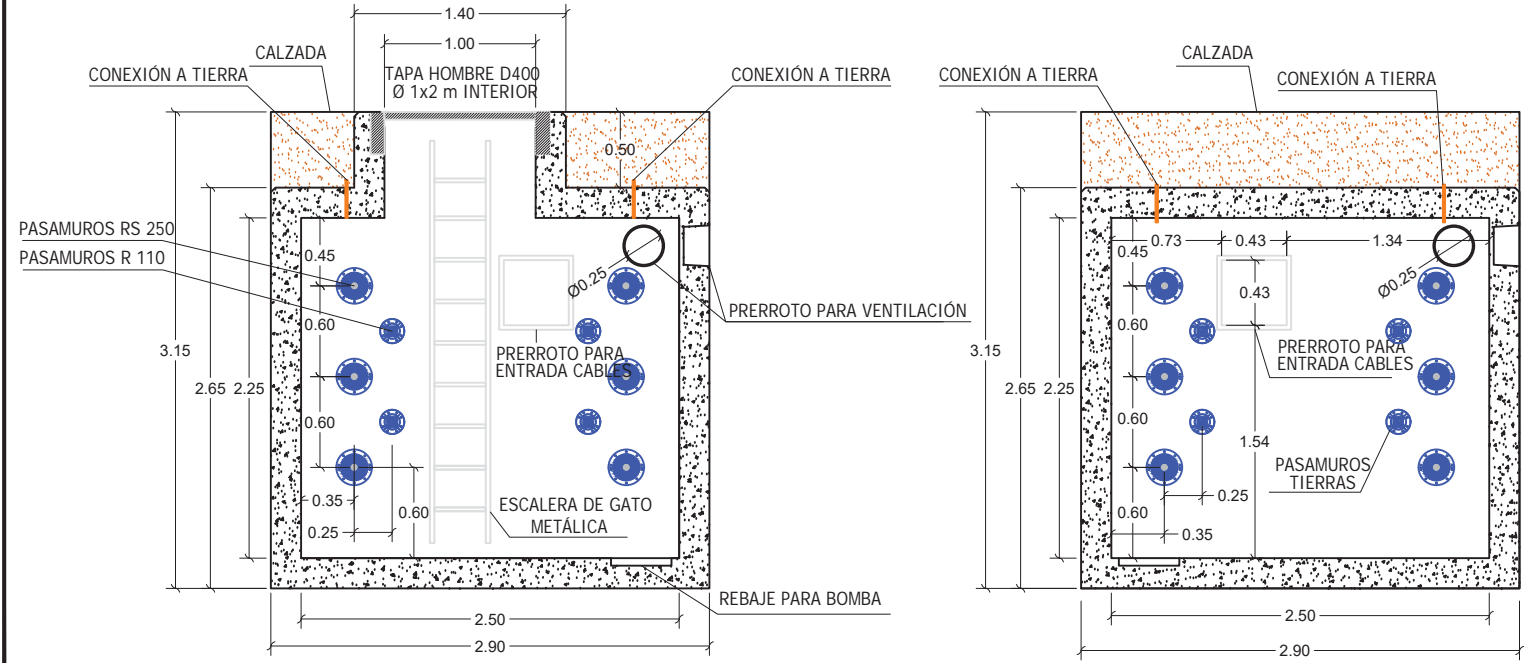 1.40
1.00
CALZADA
TAPA HOMBRE D400
Ø 1x2 m INTERIOR
CONEXIÓN A TIERRA
CONEXIÓN A TIERRA
0.50
PASAMUROS RS 250
PASAMUROS R 110
0.45
0.60
0.60
0.60
0.35
0.25
3.15
2.65
2.25
Ø0.25
PRERROTO PARA VENTILACIÓN
PRERROTO PARA
ENTRADA CABLES
ESCALERA DE GATO
METÁLICA
REBAJE PARA BOMBA
2.50
2.90
CALZADA
CONEXIÓN A TIERRA
CONEXIÓN A TIERRA
0.73
0.43
1.34
0.45
0.43
Ø0.25
0.60
0.60
0.60
3.15
2.65
2.25
PRERROTO PARA
ENTRADA CABLES
1.54
PASAMUROS
TIERRAS
0.25
0.35
2.50
2.90